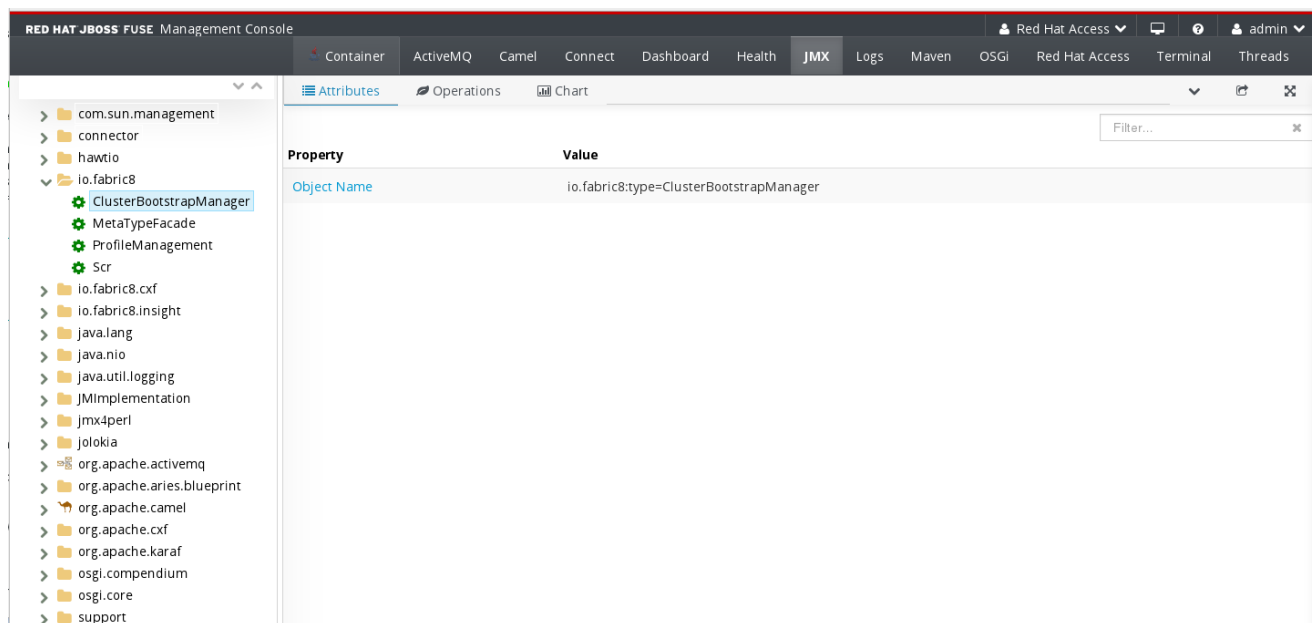 RED HAT JBOSS FUSE Management Console
Red Hat Access
admin
Container ActiveMQ Camel Connect Dashboard Health JMX Logs Maven OSGi Red Hat Access Terminal Threads
Attributes Operations Chart
Filter...
Property Value
Object Name io.fabric8:type=ClusterBootstrapManager
com.sun.management
connector
hawtio
io.fabric8
ClusterBootstrapManager
MetaTypeFacade
ProfileManagement
Scr
io.fabric8.cxf
io.fabric8.insight
java.lang
java.nio
java.util.logging
JMImplementation
jmx4perl
jolokia
org.apache.activemq
org.apache.aries.blueprint
org.apache.camel
org.apache.cxf
org.apache.karaf
osgi.compendium
osgi.core
support